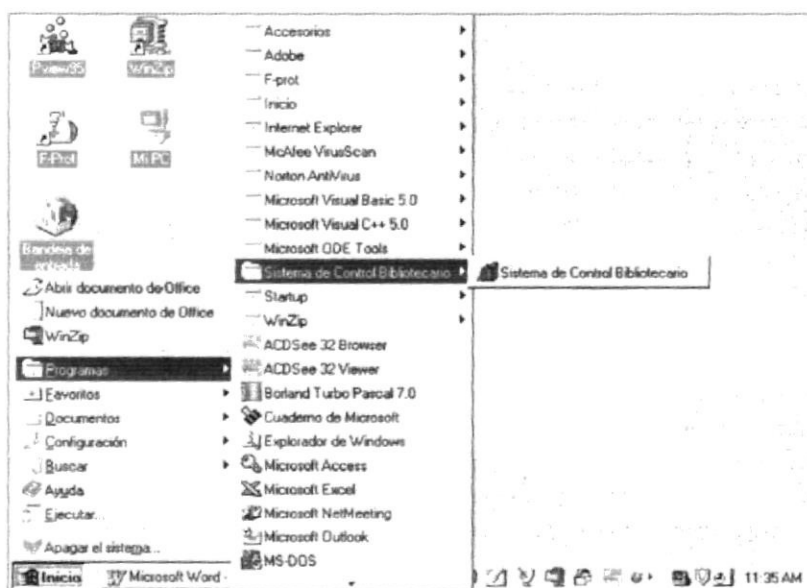 Pview95
WinZip
F-Prot
Mi PC
Bandeja de
entrada
Abrir documento de Office
Nuevo documento de Office
WinZip
Programas
Favoritos
Documentos
Configuración
Buscar
Ayuda
Ejecutar...
Apagar el sistema...
Accesorios
Adobe
F-prot
Inicio
Internet Explorer
McAfee VirusScan
Norton AntiVirus
Microsoft Visual Basic 5.0
Microsoft Visual C++ 5.0
Microsoft ODE Tools
Sistema de Control Bibliotecario
Startup
WinZip
ACDSee 32 Browser
ACDSee 32 Viewer
Borland Turbo Pascal 7.0
Cuaderno de Microsoft
Explorador de Windows
Microsoft Access
Microsoft Excel
Microsoft NetMeeting
Microsoft Outlook
MS-DOS
Sistema de Control Bibliotecario
Inicio
Microsoft Word -
11:35 AM